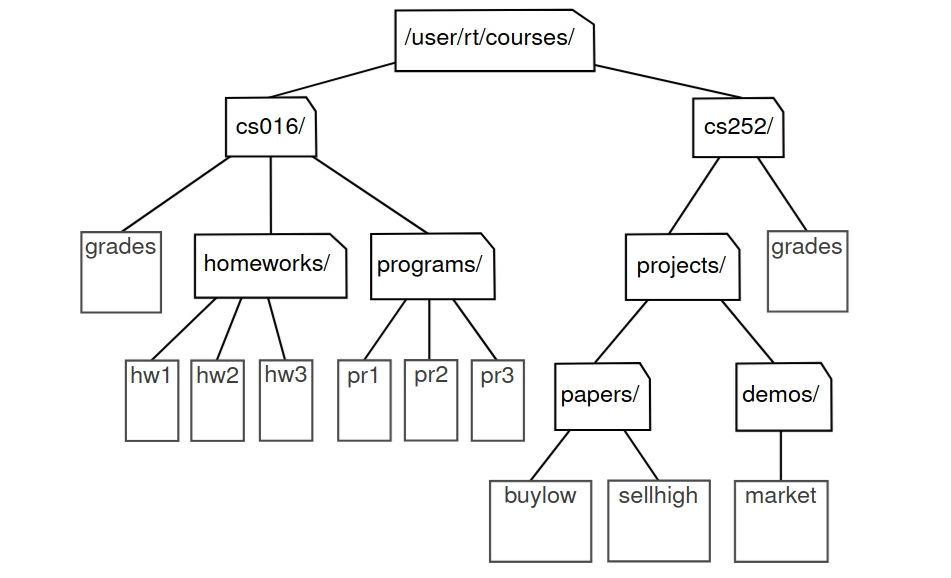 /user/rt/courses/
cs016/
cs252/
grades
homeworks/
programs/
projects/
grades
hw1
hw2
hw3
pr1
pr2
pr3
papers/
demos/
buylow
sellhigh
market